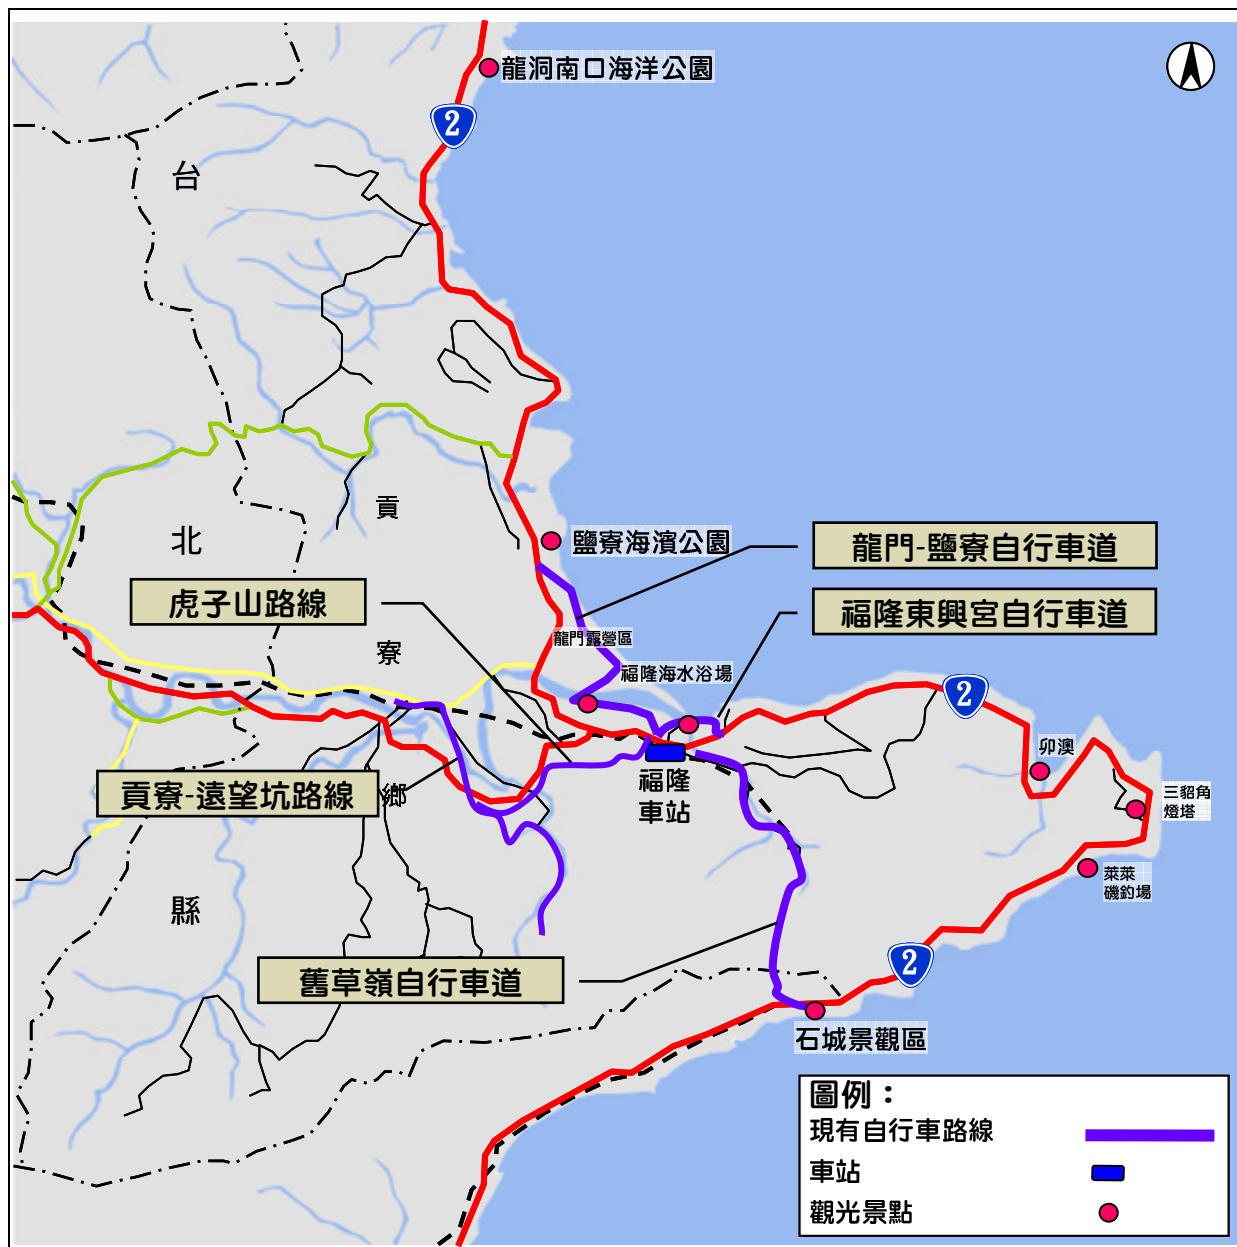 龍洞南口海洋公園
2
台
貢
北
鹽寮海濱公園
龍門-鹽寮自行車道
虎子山路線
福隆東興宮自行車道
龍門露營區
寮
福隆海水浴場
2
卯澳
福隆
車站
貢寮-遠望坑路線
鄉
三貂角
燈塔
萊萊
磯釣場
縣
2
舊草嶺自行車道
石城景觀區
圖例：
現有自行車路線
車站
觀光景點